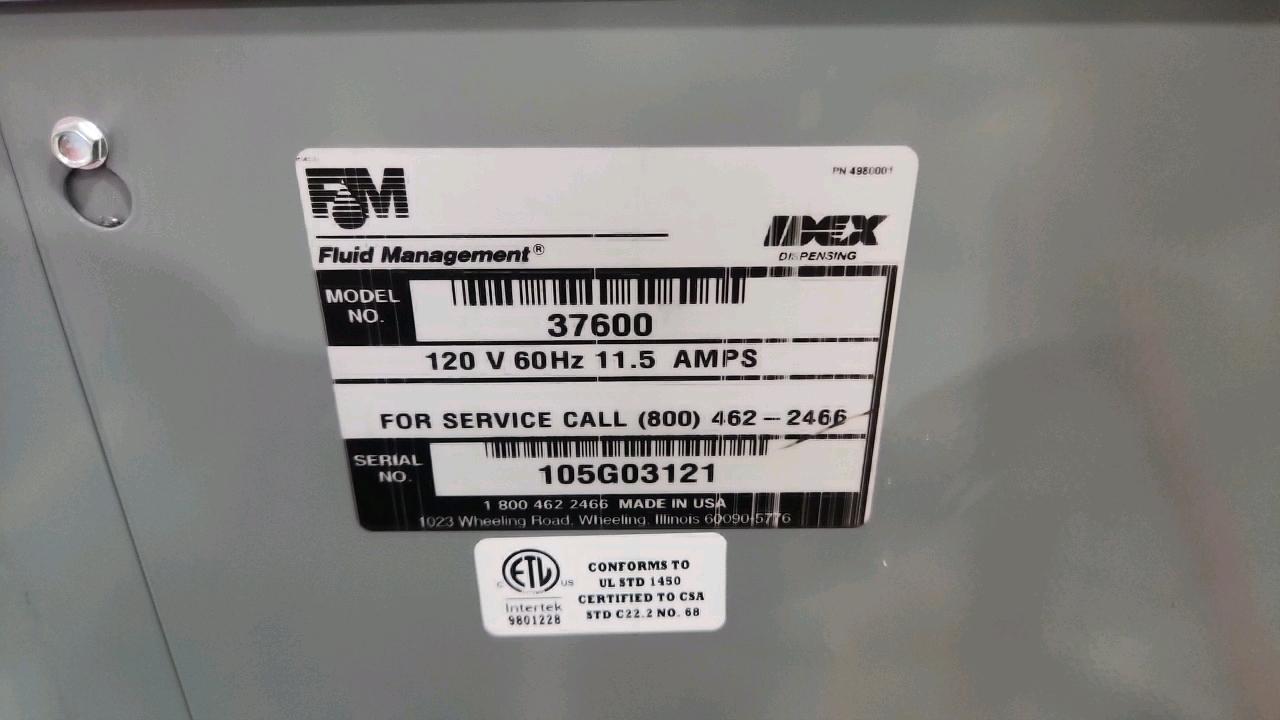 FM
PN 4980001
IDEX
DISPENSING
Fluid Management®
MODEL NO.
37600
120 V 60Hz 11.5 AMPS
FOR SERVICE CALL (800) 462-2466
SERIAL NO.
105G03121
1 800 462 2466 MADE IN USA
1023 Wheeling Road, Wheeling, Illinois 60090-5776
ETL
C US
Intertek
9801228
CONFORMS TO
UL STD 1450
CERTIFIED TO CSA
STD C22.2 NO. 68